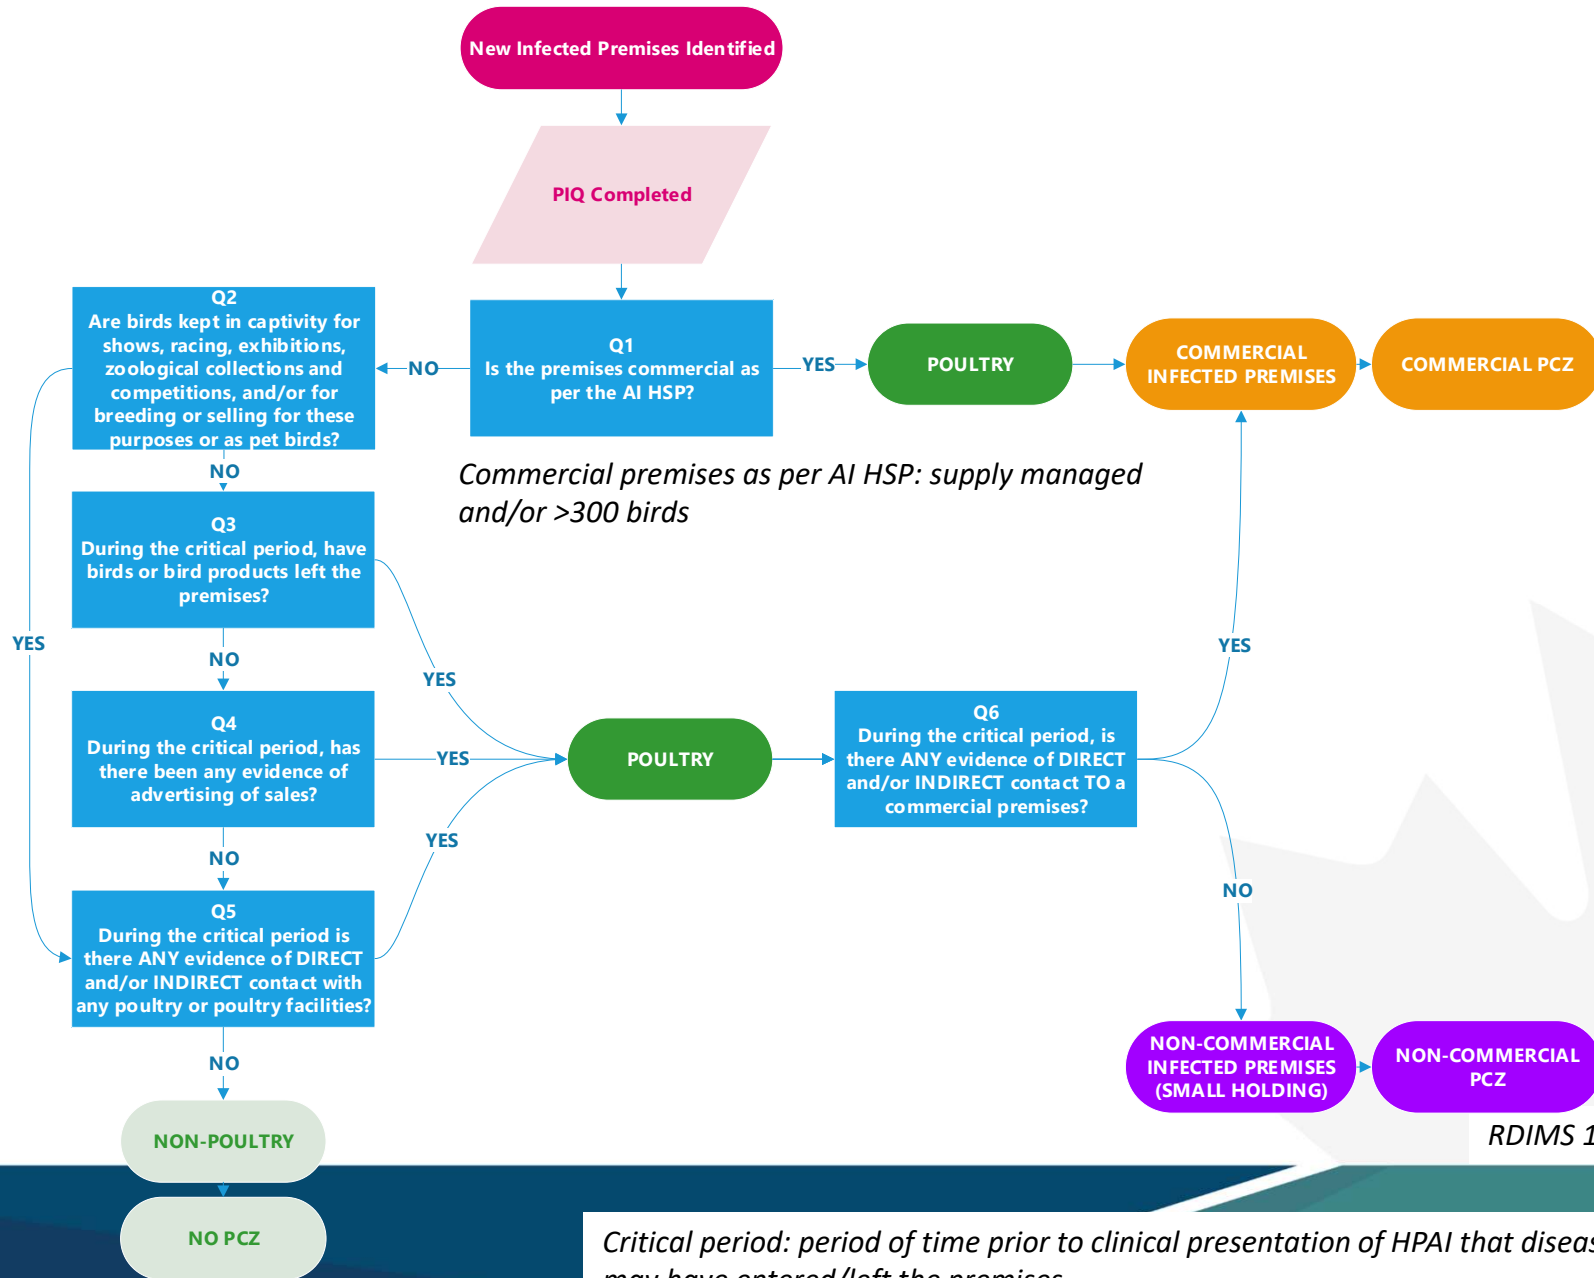 New Infected Premises Identified
PIQ Completed
Q1
Is the premises commercial as
per the AI HSP?
YES
POULTRY
COMMERCIAL
INFECTED PREMISES
COMMERCIAL PCZ
NO
Q2
Are birds kept in captivity for
shows, racing, exhibitions,
zoological collections and
competitions, and/or for
breeding or selling for these
purposes or as pet birds?
Commercial premises as per AI HSP: supply managed
and/or >300 birds
NO
YES
Q3
During the critical period, have
birds or bird products left the
premises?
NO
YES
Q4
During the critical period, has
there been any evidence of
advertising of sales?
YES
NO
Q5
During the critical period is
there ANY evidence of DIRECT
and/or INDIRECT contact with
any poultry or poultry facilities?
YES
POULTRY
Q6
During the critical period, is
there ANY evidence of DIRECT
and/or INDIRECT contact TO a
commercial premises?
YES
NO
NON-COMMERCIAL
INFECTED PREMISES
(SMALL HOLDING)
NON-COMMERCIAL
PCZ
NO
NON-POULTRY
NO PCZ
RDIMS 1
Critical period: period of time prior to clinical presentation of HPAI that diseas
may have entered/left the premises